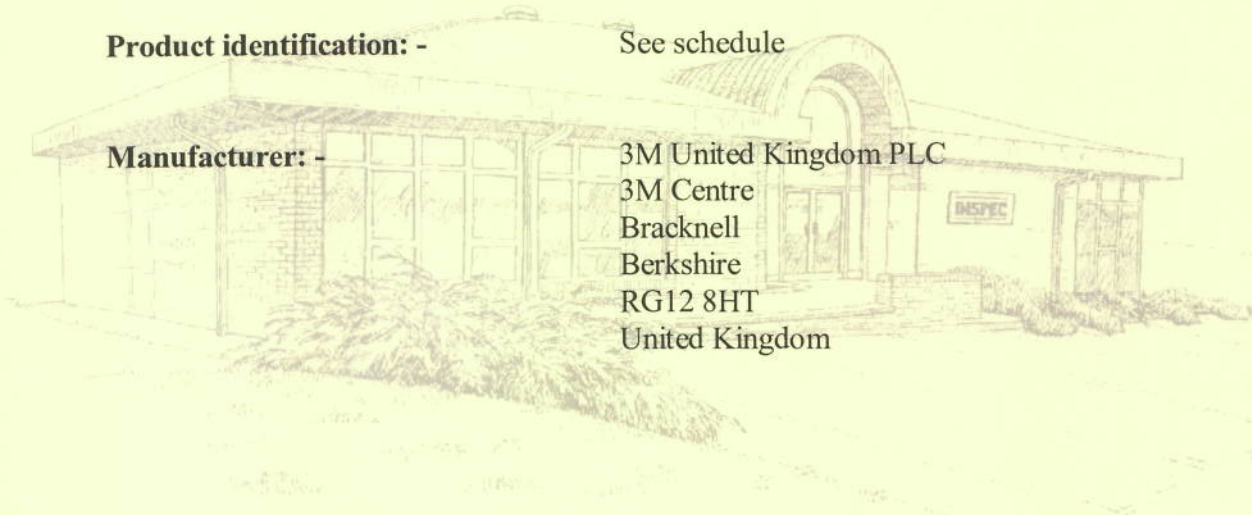 Product identification: - See schedule
Manufacturer: - 3M United Kingdom PLC
3M Centre
Bracknell
Berkshire
RG12 8HT
United Kingdom
INSPEC